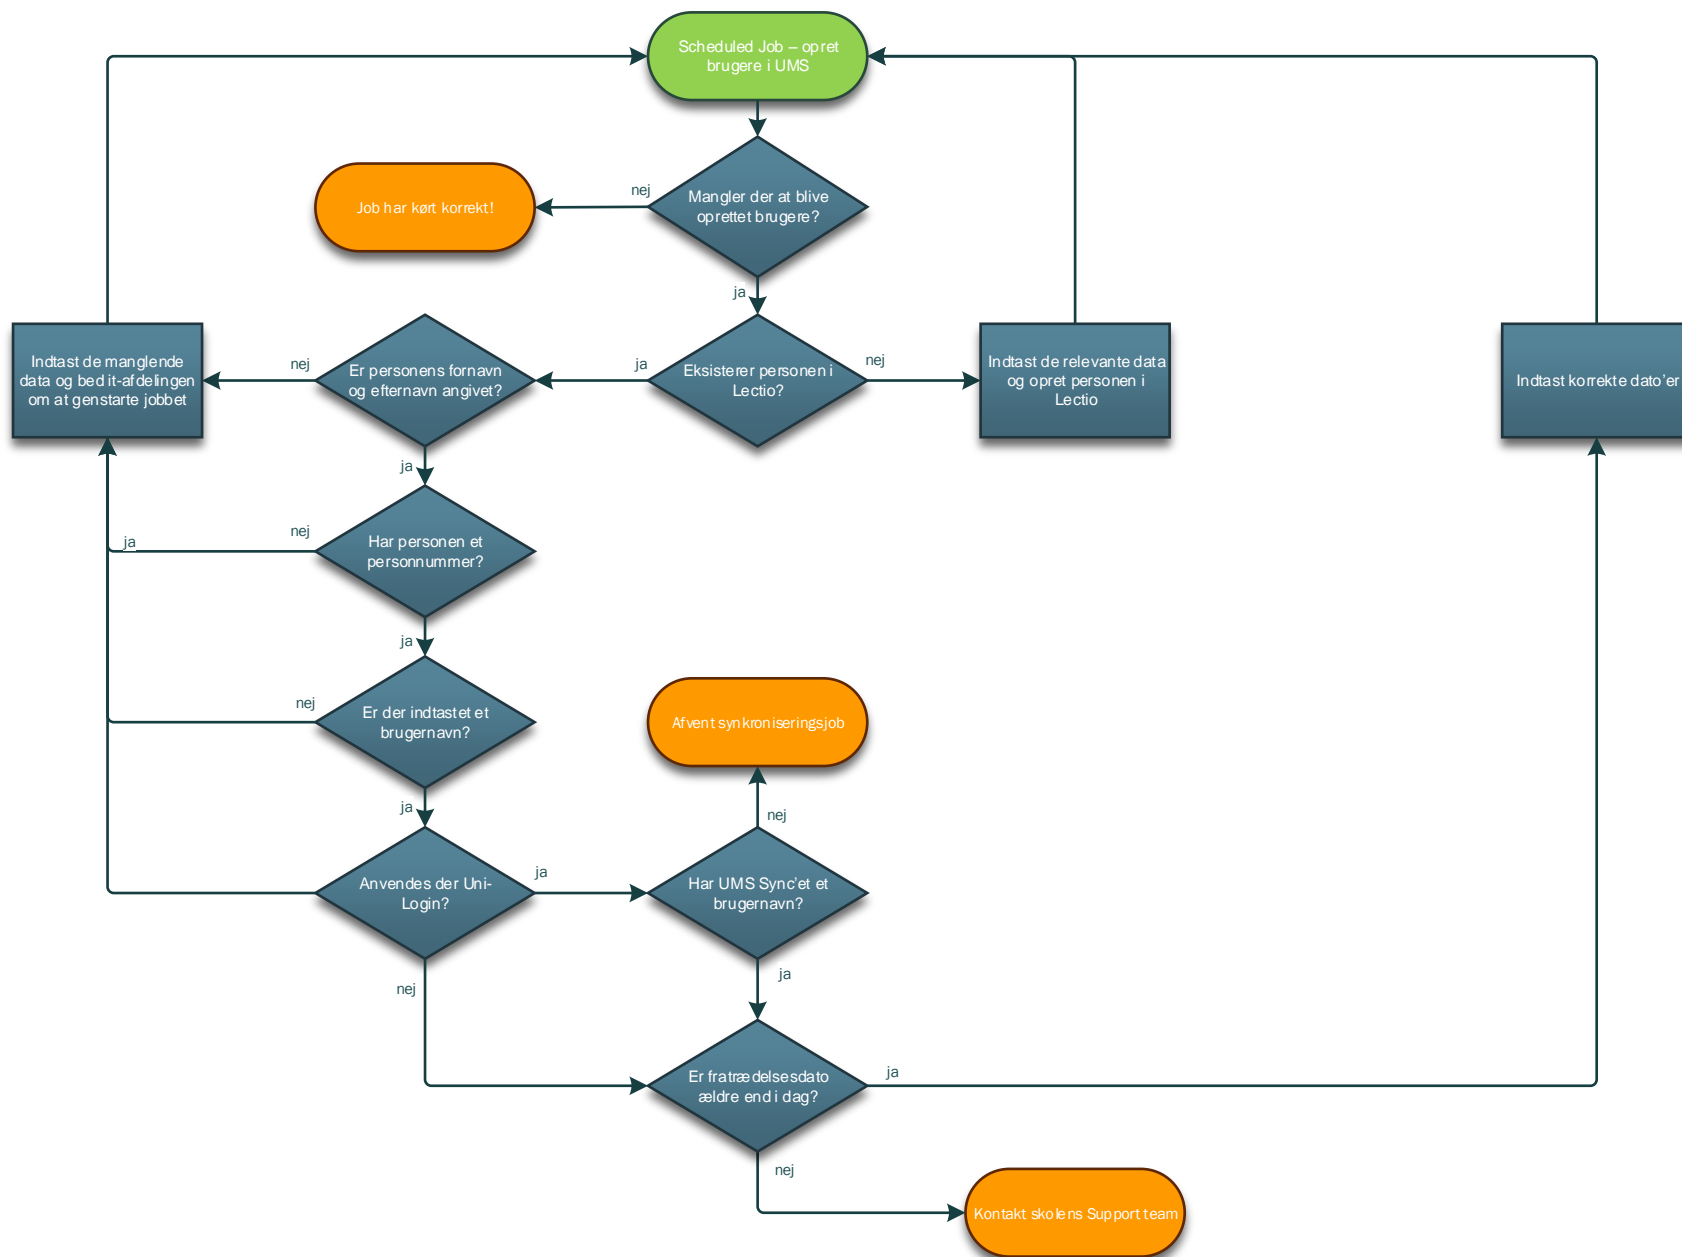 Scheduled Job – opret
brugere i UMS
nej
Mangler der at blive
oprettet brugere?
Job har kørt korrekt!
ja
Indtast de manglende
data og bed it-afdelingen
om at genstarte jobbet
nej
Er personens fornavn
og efternavn angivet?
ja
Eksisterer personen i
Lectio?
nej
Indtast de relevante data
og opret personen i
Lectio
Indtast korrekte dato'er
ja
nej
ja
Har personen et
personnummer?
ja
nej
Er der indtastet et
brugernavn?
Afvent synkroniseringsjob
ja
nej
Anvendes der Uni-
Login?
ja
Har UMS Sync'et et
brugernavn?
nej
ja
Er fratrædelsesdato
ældre end i dag?
ja
nej
Kontakt skolens Support team